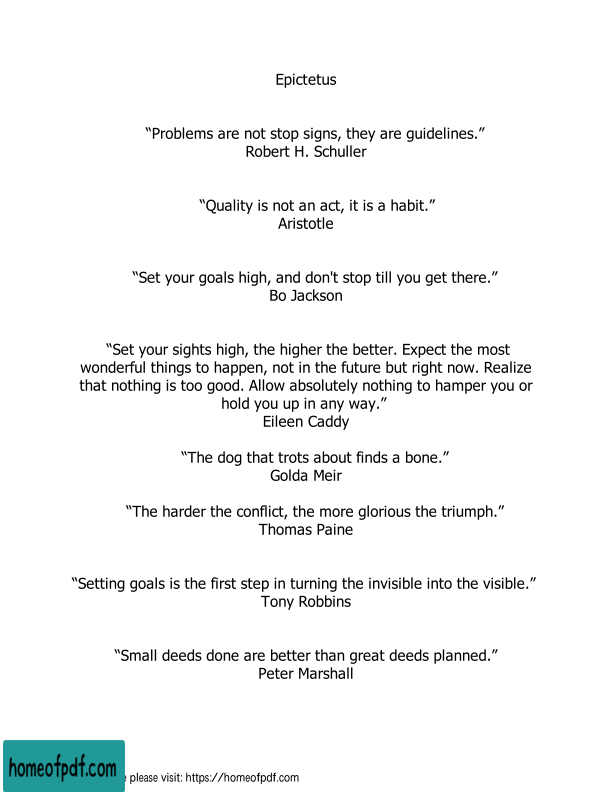 Epictetus
“Problems are not stop signs, they are guidelines.”
Robert H. Schuller
“Quality is not an act, it is a habit.”
Aristotle
“Set your goals high, and don't stop till you get there.”
Bo Jackson
“Set your sights high, the higher the better. Expect the most
wonderful things to happen, not in the future but right now. Realize
that nothing is too good. Allow absolutely nothing to hamper you or
hold you up in any way.”
Eileen Caddy
“The dog that trots about finds a bone.”
Golda Meir
“The harder the conflict, the more glorious the triumph.”
Thomas Paine
“Setting goals is the first step in turning the invisible into the visible.”
Tony Robbins
“Small deeds done are better than great deeds planned.”
Peter Marshall
homeofpdf.com
please visit: https://homeofpdf.com